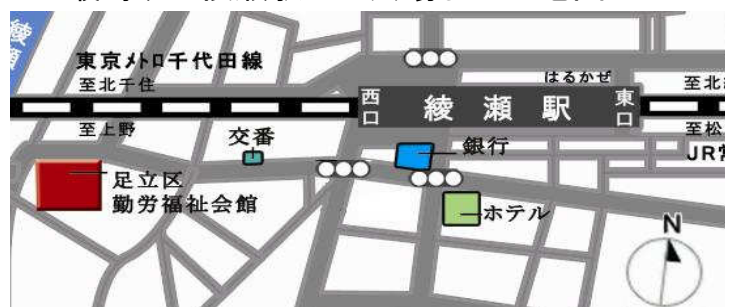 綾瀬
東京メトロ千代田線
至北千住
至上野
はるかぜ
西口
綾瀬駅
東口
至北
至松
JR常
交番
銀行
足立区
勤労福祉会館
ホテル
N